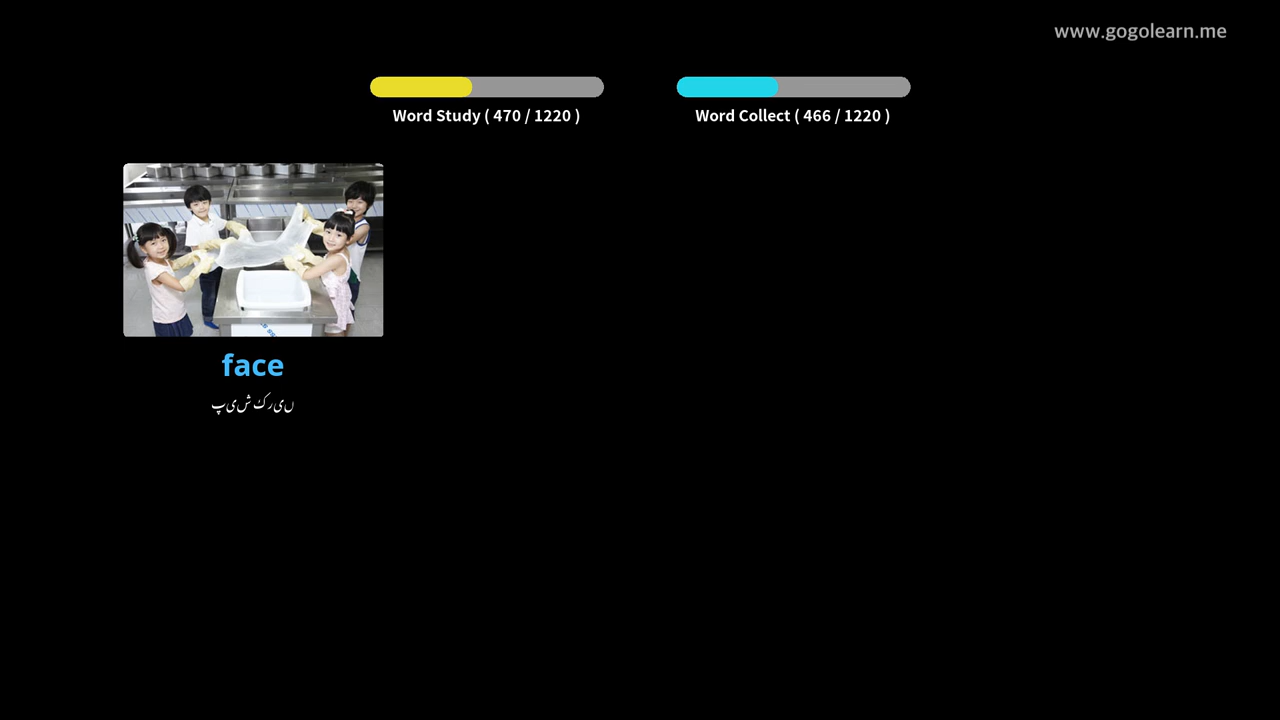 www.gogolearn.me
Word Study ( 470 / 1220 )
Word Collect ( 466 / 1220 )
face
ںیرک شیپ